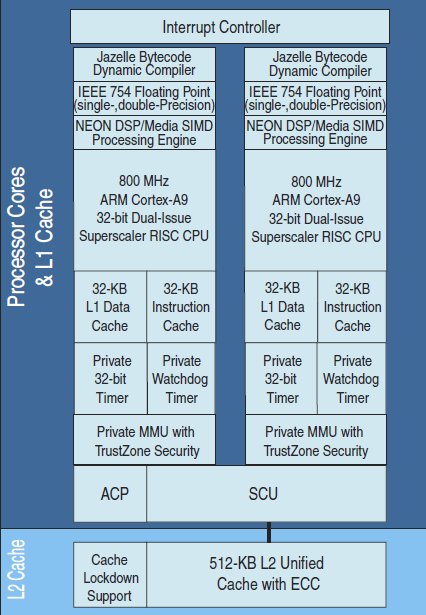 Interrupt Controller
Jazelle Bytecode
Dynamic Compiler
IEEE 754 Floating Point
(single-,double-Precision)
NEON DSP/Media SIMD
Processing Engine
800 MHz
ARM Cortex-A9
32-bit Dual-Issue
Superscaler RISC CPU
32-KB
L1 Data
Cache
32-KB
Instruction
Cache
Private
32-bit
Timer
Private
Watchdog
Timer
Private MMU with
TrustZone Security
Jazelle Bytecode
Dynamic Compiler
IEEE 754 Floating Point
(single-,double-Precision)
NEON DSP/Media SIMD
Processing Engine
800 MHz
ARM Cortex-A9
32-bit Dual-Issue
Superscaler RISC CPU
32-KB
L1 Data
Cache
32-KB
Instruction
Cache
Private
32-bit
Timer
Private
Watchdog
Timer
Private MMU with
TrustZone Security
ACP
SCU
Processor Cores
& L1 Cache
L2 Cache
Cache
Lockdown
Support
512-KB L2 Unified
Cache with ECC